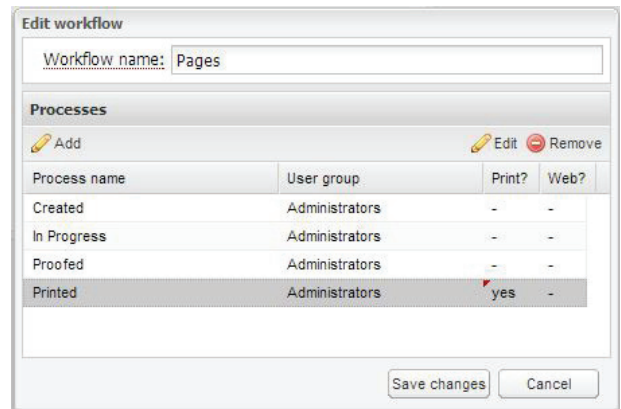 Edit workflow
Workflow name: Pages
Processes
Add Edit Remove
Process name User group Print? Web?
Created Administrators - -
In Progress Administrators - -
Proofed Administrators - -
Printed Administrators yes -
Save changes Cancel